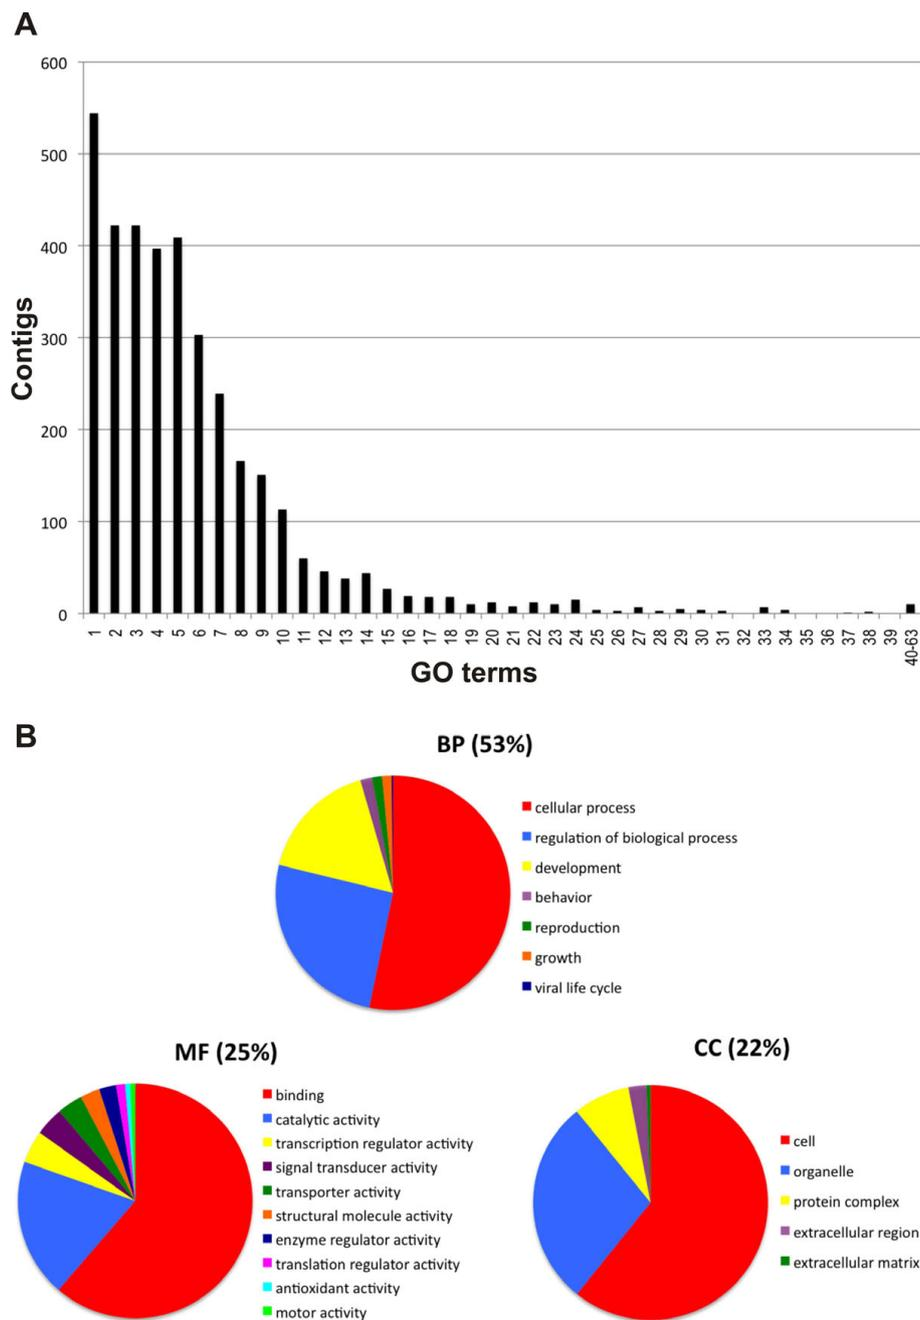 A
600
500
400
300
200
100
0
Contigs
1 2 3 4 5 6 7 8 9 10 11 12 13 14 15 16 17 18 19 20 21 22 23 24 25 26 27 28 29 30 31 32 33 34 35 36 37 38 39 40-63
GO terms
B
BP (53%)
cellular process
regulation of biological process
development
behavior
reproduction
growth
viral life cycle
MF (25%)
binding
catalytic activity
transcription regulator activity
signal transducer activity
transporter activity
structural molecule activity
enzyme regulator activity
translation regulator activity
antioxidant activity
motor activity
CC (22%)
cell
organelle
protein complex
extracellular region
extracellular matrix